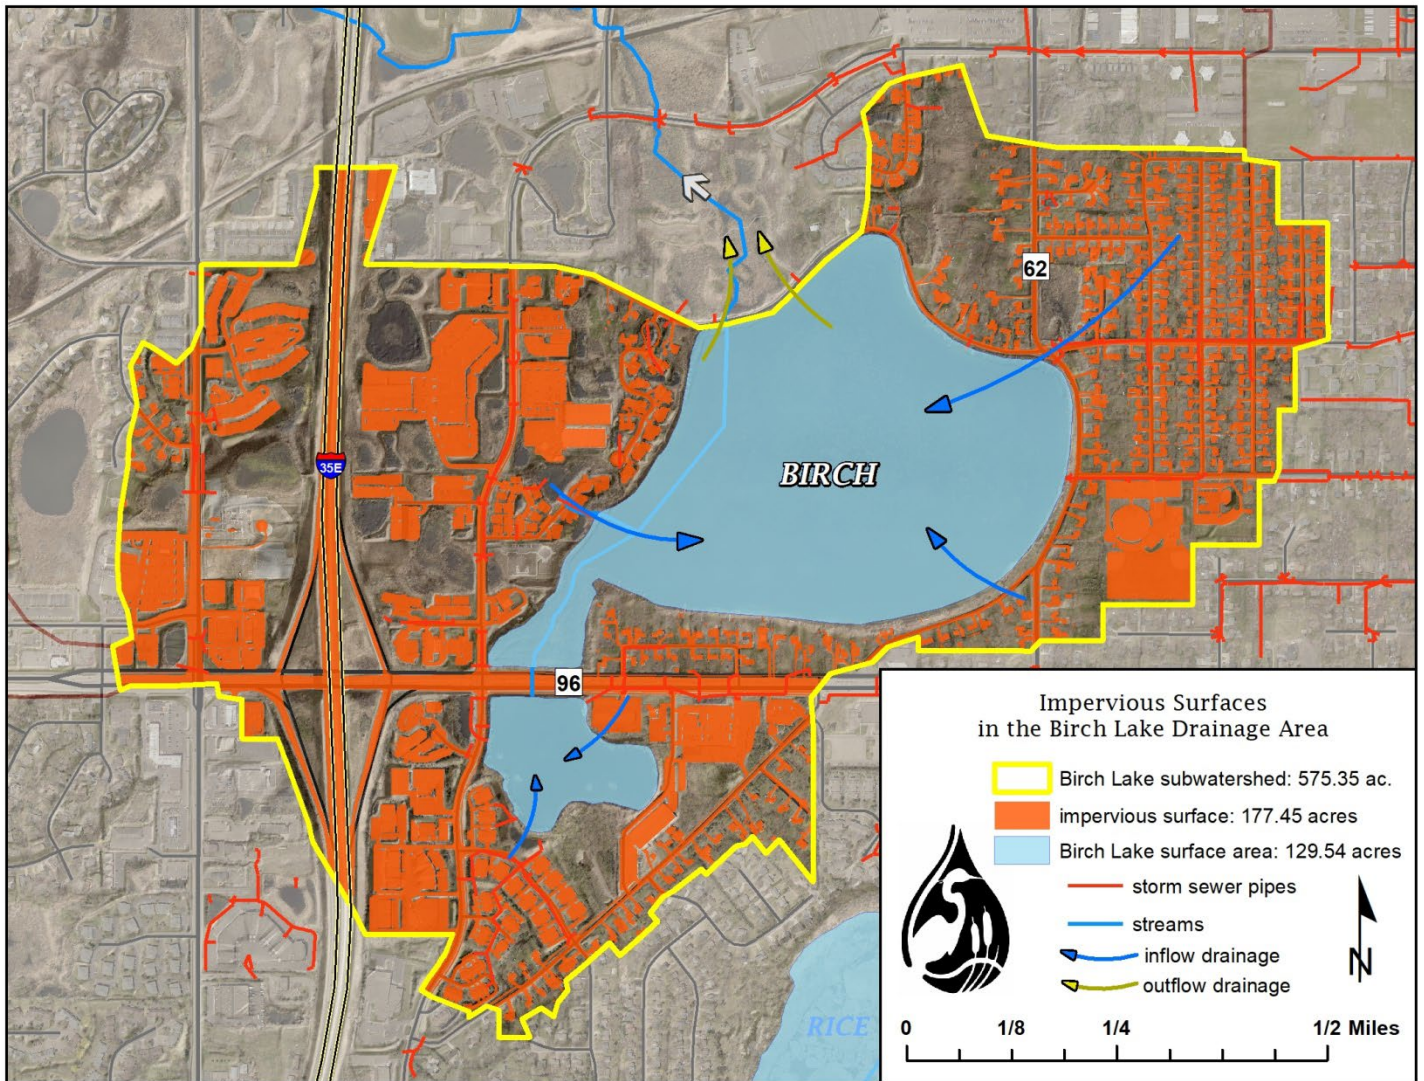 62
35E
BIRCH
96
Impervious Surfaces
in the Birch Lake Drainage Area
Birch Lake subwatershed: 575.35 ac.
impervious surface: 177.45 acres
Birch Lake surface area: 129.54 acres
storm sewer pipes
streams
inflow drainage
outflow drainage
N
0 1/8 1/4 1/2 Miles
RICE